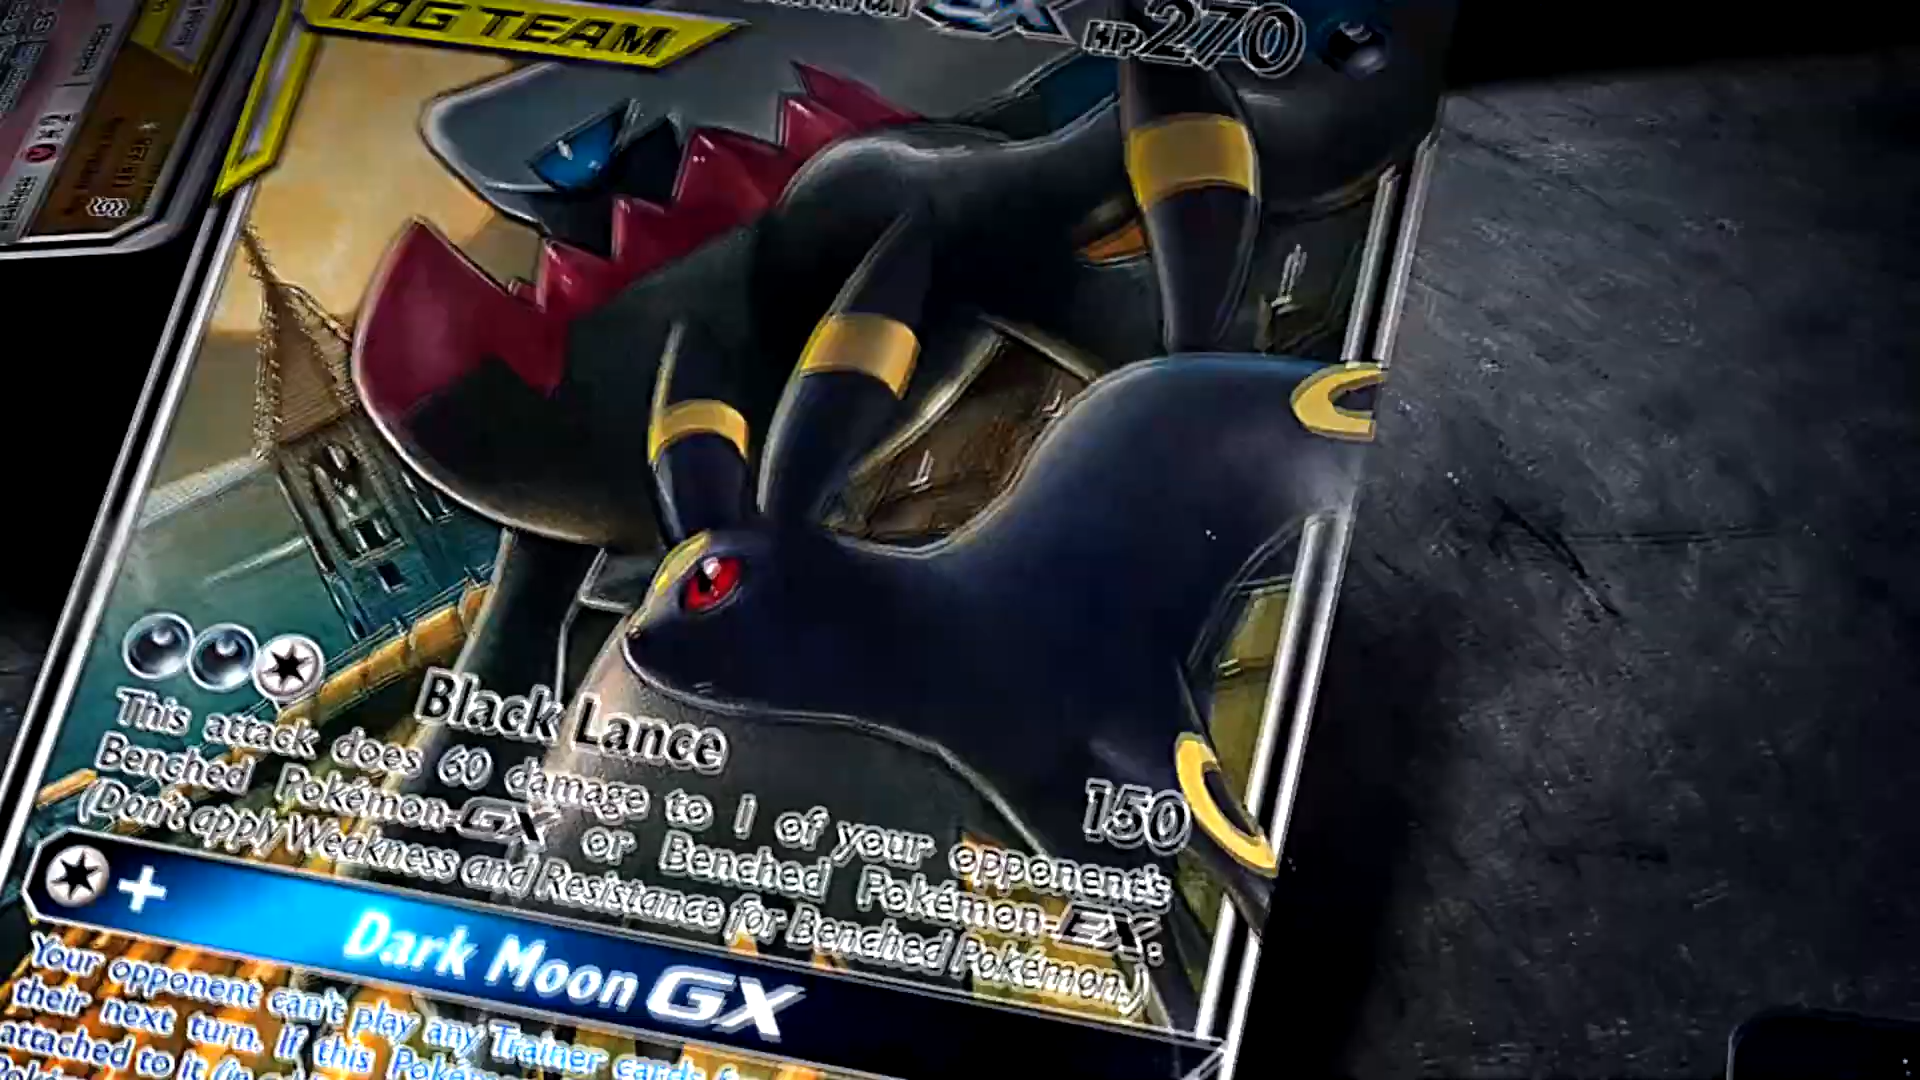 TAG TEAM
GX HP 270
Black Lance
150
This attack does 60 damage to 1 of your opponent's
Benched Pokémon-GX or Benched Pokémon-EX.
(Don't apply Weakness and Resistance for Benched Pokémon.)
+ Dark Moon GX
Your opponent can't play any Trainer cards
their next turn. If this
attached to it